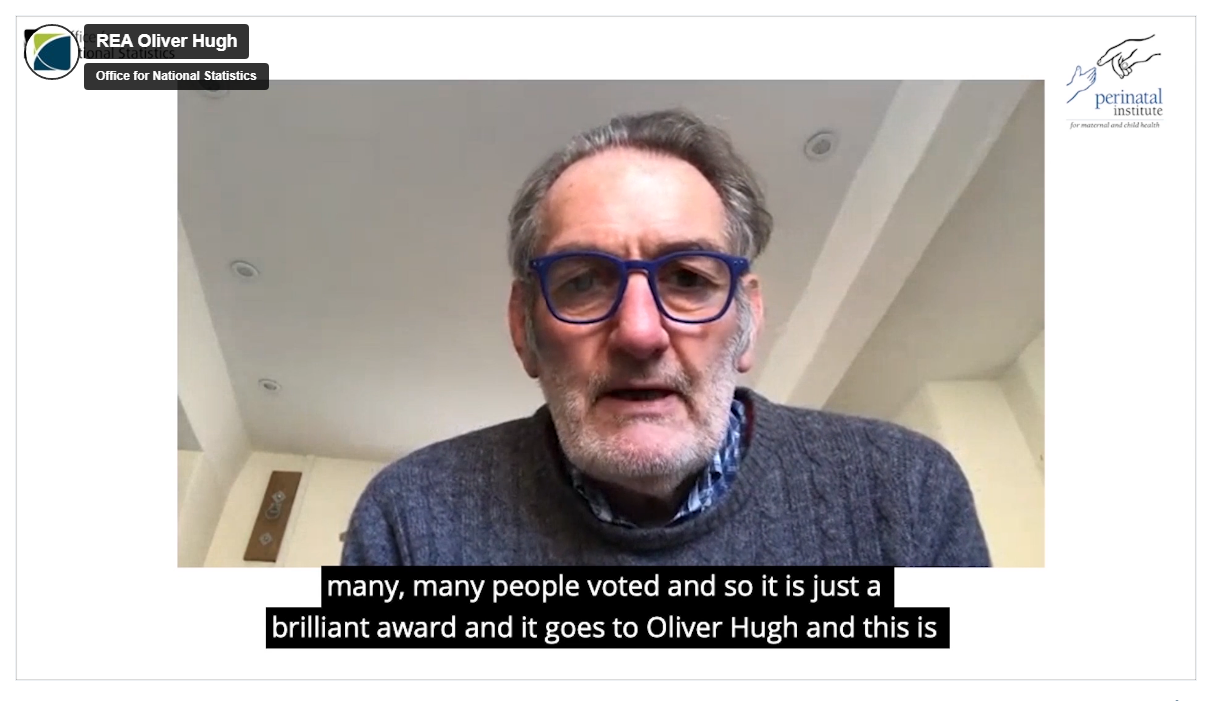 REA Oliver Hugh
Office for National Statistics
perinatal
institute
for maternal and child health
many, many people voted and so it is just a
brilliant award and it goes to Oliver Hugh and this is